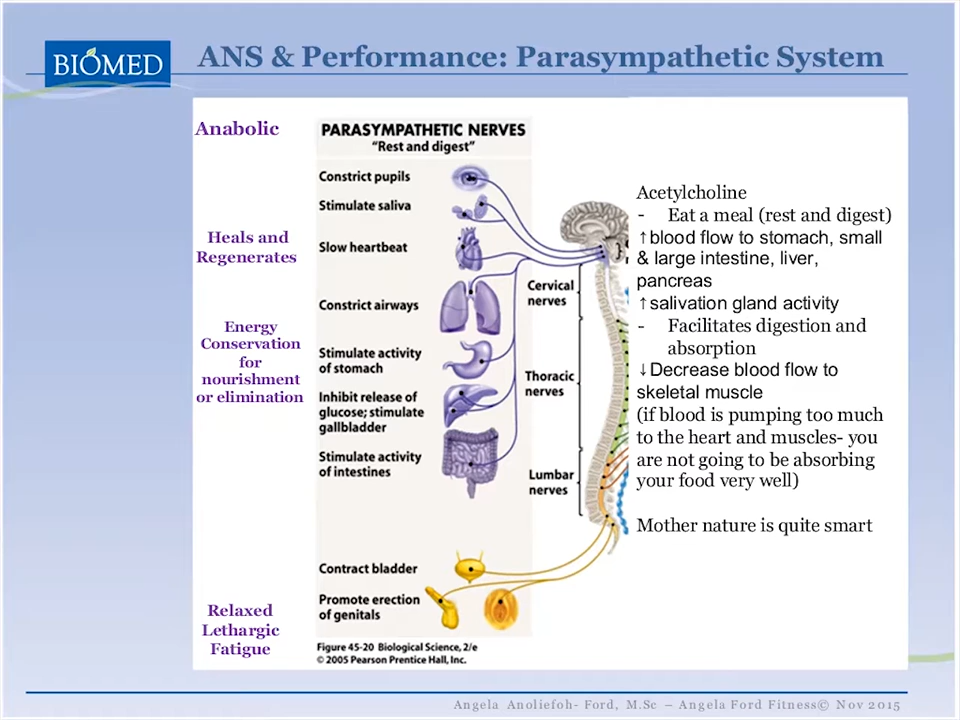 BIOMED
ANS & Performance: Parasympathetic System
Anabolic
Heals and
Regenerates
Energy
Conservation
for
nourishment
or elimination
Relaxed
Lethargic
Fatigue
PARASYMPATHETIC NERVES
"Rest and digest"
Constrict pupils
Stimulate saliva
Slow heartbeat
Constrict airways
Stimulate activity
of stomach
Inhibit release of
glucose; stimulate
gallbladder
Stimulate activity
of intestines
Contract bladder
Promote erection
of genitals
Cervical
nerves
Thoracic
nerves
Lumbar
nerves
Figure 45-20 Biological Science, 2/e
© 2005 Pearson Prentice Hall, Inc.
Acetylcholine
- Eat a meal (rest and digest)
↑blood flow to stomach, small
& large intestine, liver,
pancreas
↑salivation gland activity
- Facilitates digestion and
absorption
↓Decrease blood flow to
skeletal muscle
(if blood is pumping too much
to the heart and muscles- you
are not going to be absorbing
your food very well)
Mother nature is quite smart
Angela Anoliefoh- Ford, M.Sc – Angela Ford Fitness© Nov 2015